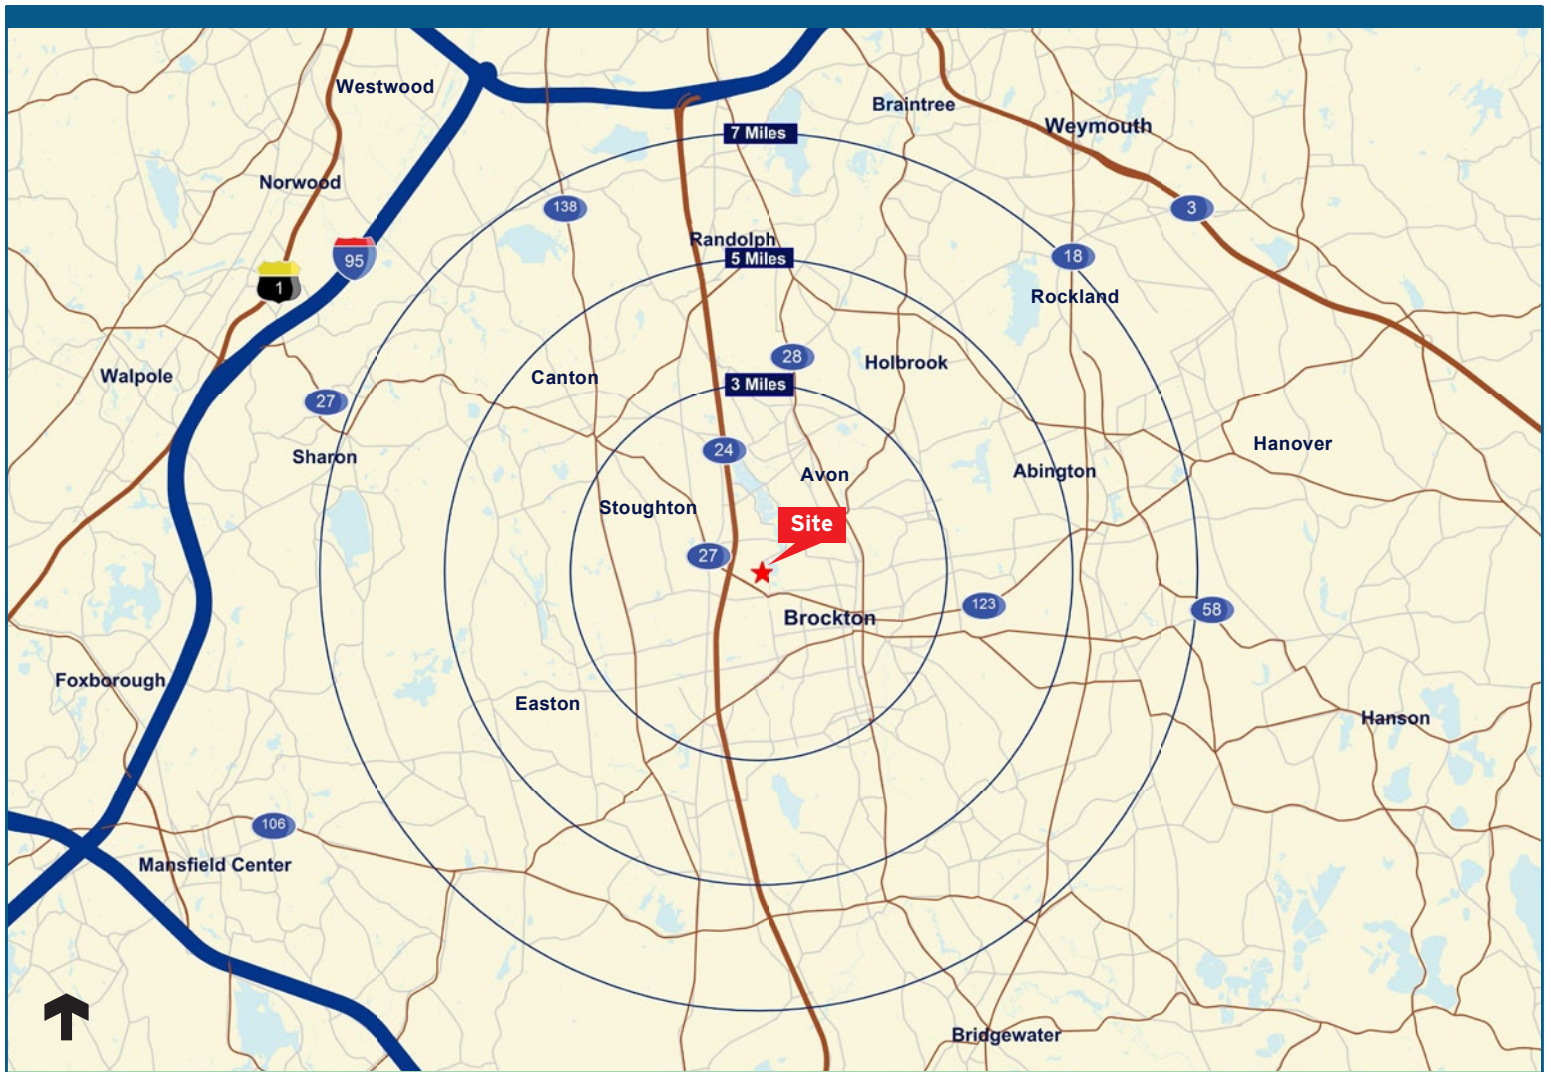 Westwood
Braintree
Weymouth
7 Miles
Norwood
138
3
Randolph
5 Miles
95
18
1
Rockland
28
Holbrook
Walpole
Canton
3 Miles
27
Hanover
24
Sharon
Avon
Abington
Stoughton
Site
27
123
58
Brockton
Foxborough
Easton
Hanson
106
Mansfield Center
Bridgewater